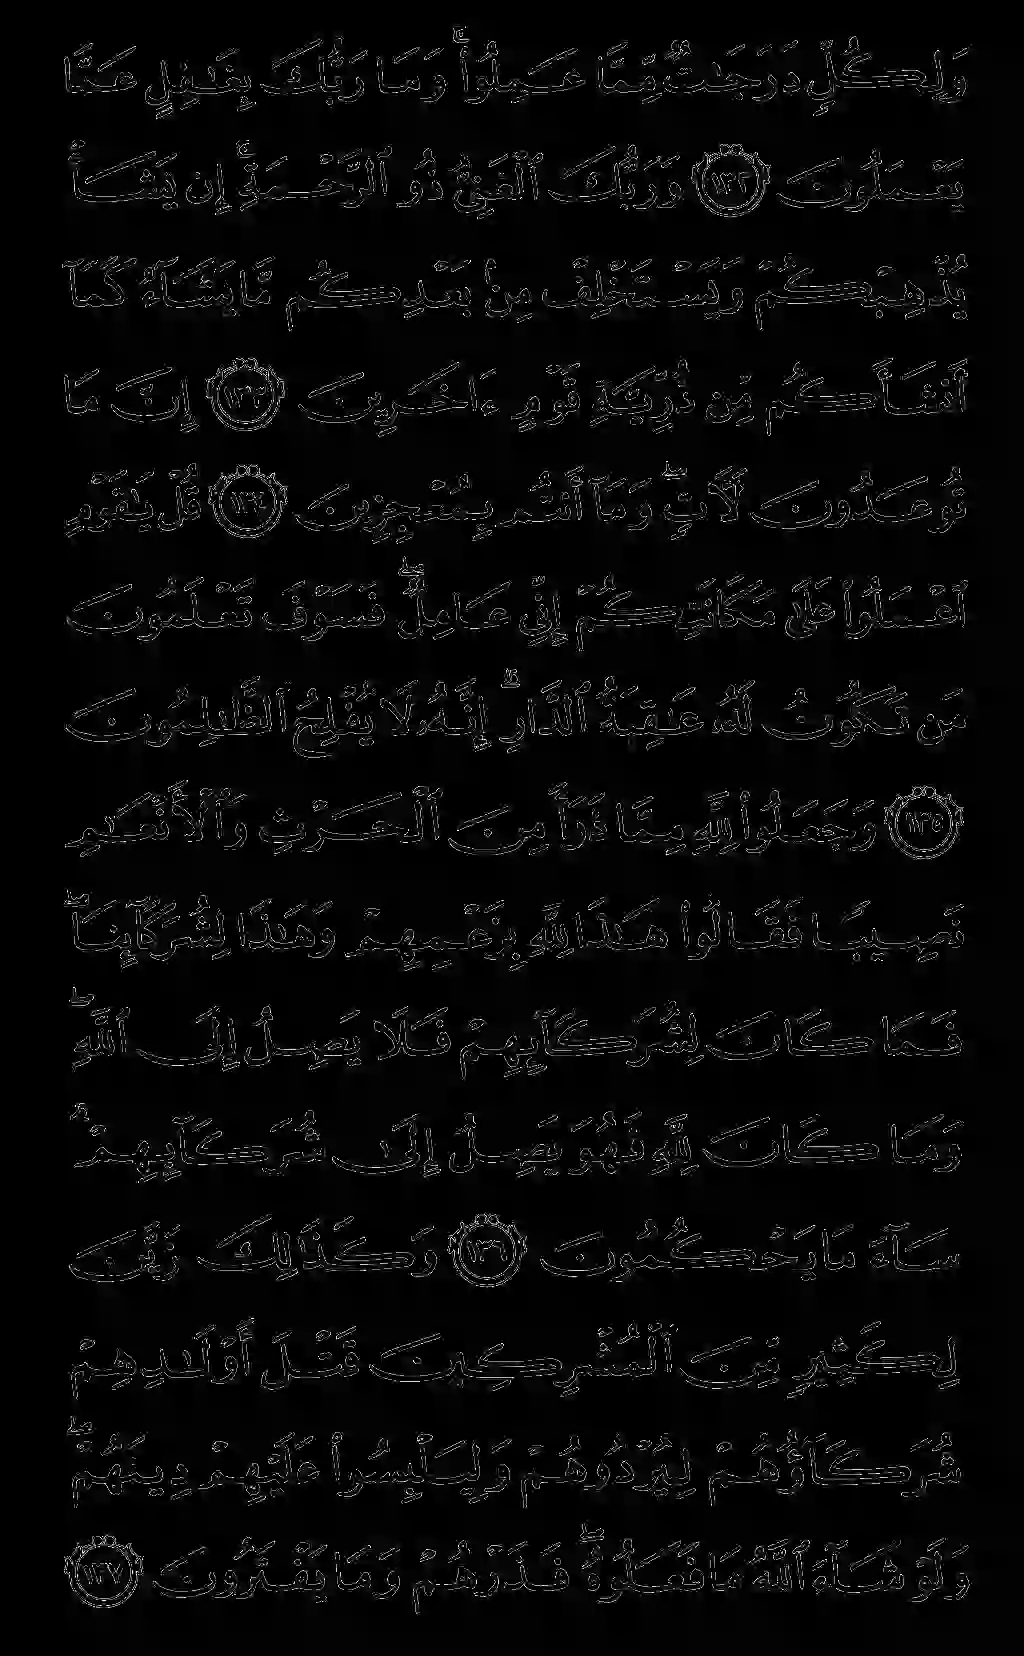 وَلِكُلٍّ دَرَجَٰتٌ مِّمَّا عَمِلُوا۟ ۚ وَمَا رَبُّكَ بِغَٰفِلٍ عَمَّا
يَعْمَلُونَ ١٣٢ وَرَبُّكَ ٱلْغَنِىُّ ذُو ٱلرَّحْمَةِ ۚ إِن يَشَأْ
يُذْهِبْكُمْ وَيَسْتَخْلِفْ مِنۢ بَعْدِكُم مَّا يَشَآءُ كَمَآ
أَنشَأَكُم مِّن ذُرِّيَّةِ قَوْمٍ ءَاخَرِينَ ١٣٣ إِنَّ مَا
تُوعَدُونَ لَءَاتٍ ۖ وَمَآ أَنتُم بِمُعْجِزِينَ ١٣٤ قُلْ يَٰقَوْمِ
ٱعْمَلُوا۟ عَلَىٰ مَكَانَتِكُمْ إِنِّى عَامِلٌ ۖ فَسَوْفَ تَعْلَمُونَ
مَن تَكُونُ لَهُۥ عَٰقِبَةُ ٱلدَّارِ ۗ إِنَّهُۥ لَا يُفْلِحُ ٱلظَّٰلِمُونَ
١٣٥ وَجَعَلُوا۟ لِلَّهِ مِمَّا ذَرَأَ مِنَ ٱلْحَرْثِ وَٱلْأَنْعَٰمِ
نَصِيبًا فَقَالُوا۟ هَٰذَا لِلَّهِ بِزَعْمِهِمْ وَهَٰذَا لِشُرَكَآئِنَا ۖ
فَمَا كَانَ لِشُرَكَآئِهِمْ فَلَا يَصِلُ إِلَى ٱللَّهِ ۖ
وَمَا كَانَ لِلَّهِ فَهُوَ يَصِلُ إِلَىٰ شُرَكَآئِهِمْ ۗ
سَآءَ مَا يَحْكُمُونَ ١٣٦ وَكَذَٰلِكَ زَيَّنَ
لِكَثِيرٍ مِّنَ ٱلْمُشْرِكِينَ قَتْلَ أَوْلَٰدِهِمْ
شُرَكَآؤُهُمْ لِيُرْدُوهُمْ وَلِيَلْبِسُوا۟ عَلَيْهِمْ دِينَهُمْ ۖ
وَلَوْ شَآءَ ٱللَّهُ مَا فَعَلُوهُ ۖ فَذَرْهُمْ وَمَا يَفْتَرُونَ ١٣٧